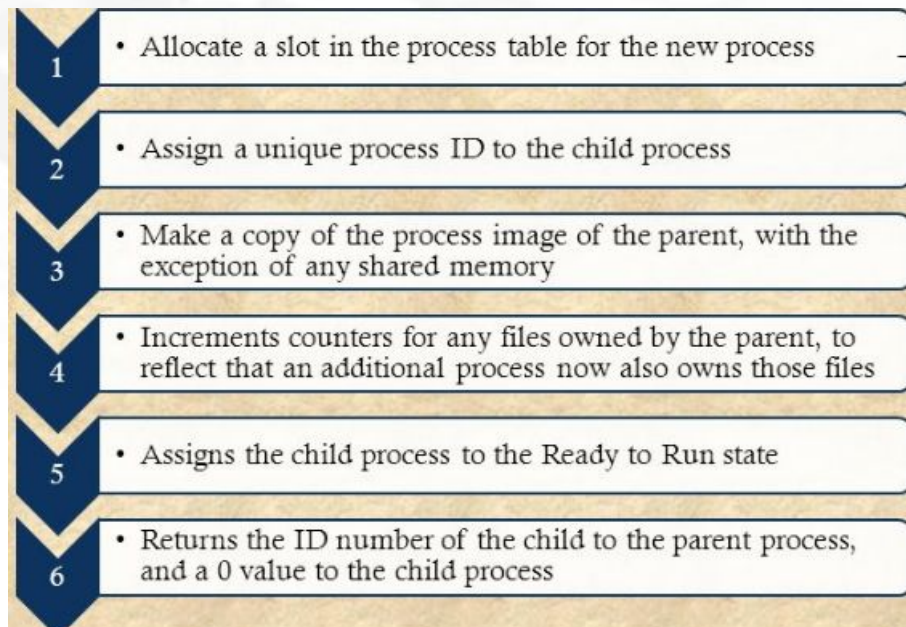 1
• Allocate a slot in the process table for the new process
2
• Assign a unique process ID to the child process
3
• Make a copy of the process image of the parent, with the
exception of any shared memory
4
• Increments counters for any files owned by the parent, to
reflect that an additional process now also owns those files
5
• Assigns the child process to the Ready to Run state
6
• Returns the ID number of the child to the parent process,
and a 0 value to the child process